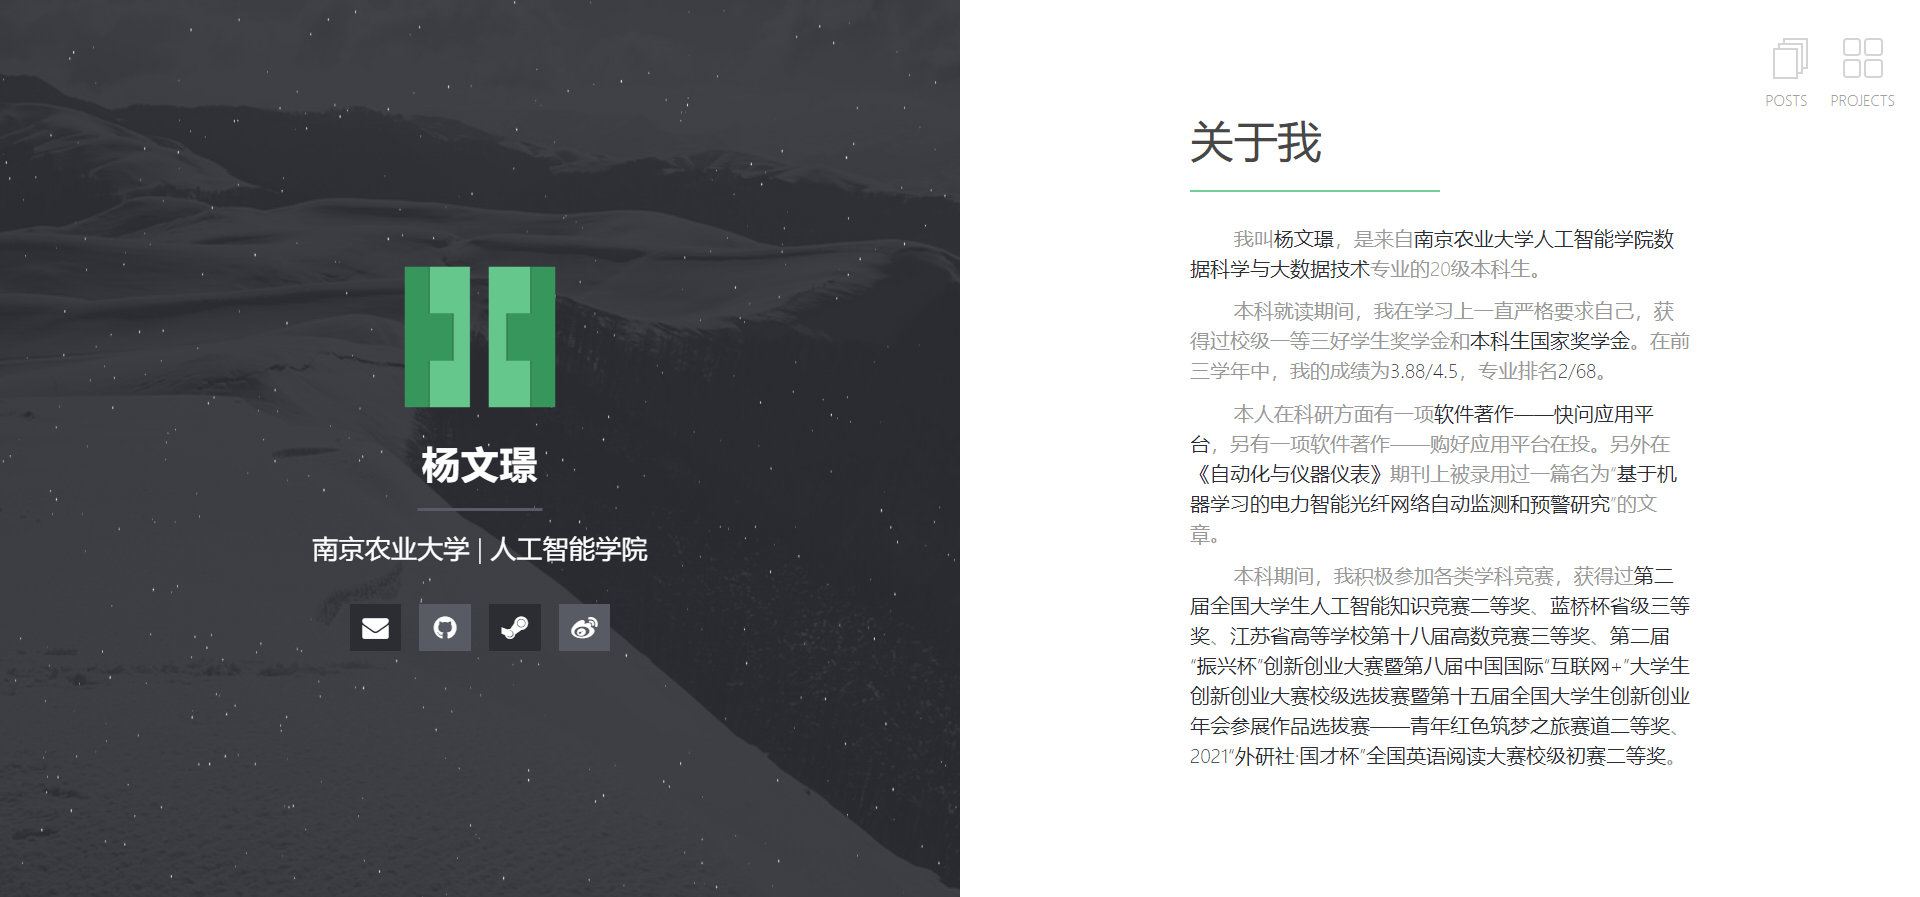 杨文璟
南京农业大学 | 人工智能学院
POSTS
PROJECTS
关于我
我叫杨文璟，是来自南京农业大学人工智能学院数
据科学与大数据技术专业的20级本科生。
本科就读期间，我在学习上一直严格要求自己，获
得过校级一等三好学生奖学金和本科生国家奖学金。在前
三学年中，我的成绩为3.88/4.5，专业排名2/68。
本人在科研方面有一项软件著作——快问应用平
台，另有一项软件著作——购好应用平台在投。另外在
《自动化与仪器仪表》期刊上被录用过一篇名为“基于机
器学习的电力智能光纤网络自动监测和预警研究”的文
章。
本科期间，我积极参加各类学科竞赛，获得过第二
届全国大学生人工智能知识竞赛二等奖、蓝桥杯省级三等
奖、江苏省高等学校第十八届高数竞赛三等奖、第二届
“振兴杯”创新创业大赛暨第八届中国国际“互联网+”大学生
创新创业大赛校级选拔赛暨第十五届全国大学生创新创业
年会参展作品选拔赛——青年红色筑梦之旅赛道二等奖、
2021“外研社·国才杯”全国英语阅读大赛校级初赛二等奖。